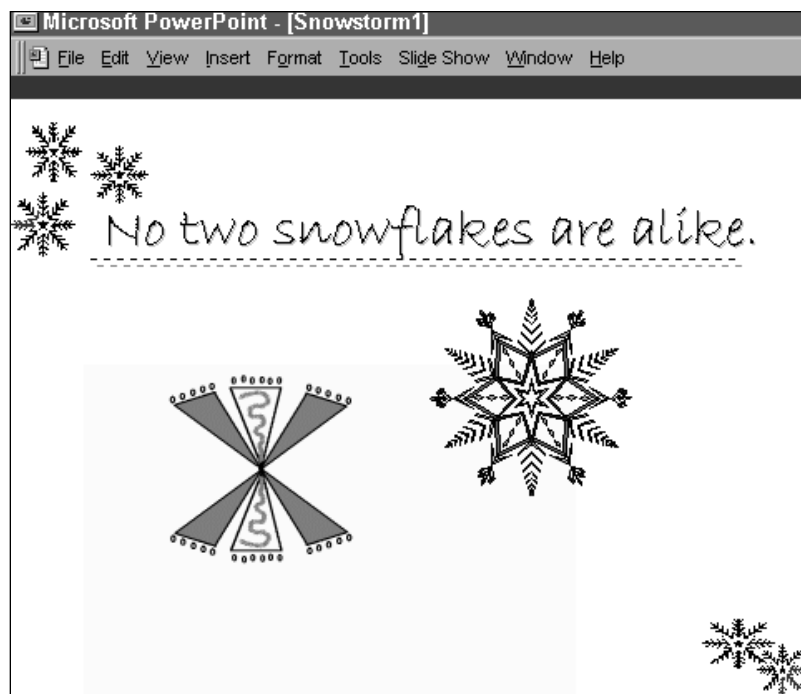 Microsoft PowerPoint - [Snowstorm1]
File Edit View Insert Format Tools Slide Show Window Help
No two snowflakes are alike.